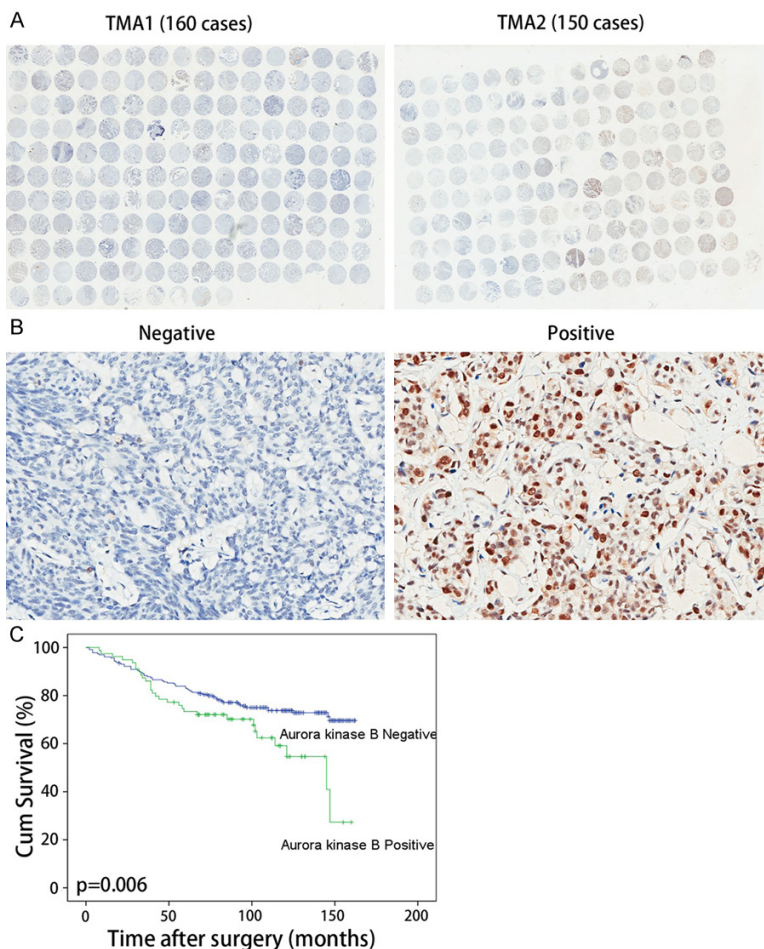 A
TMA1 (160 cases)
TMA2 (150 cases)
B
Negative
Positive
C
100
80
60
40
20
0
Cum Survival (%)
Aurora kinase B Negative
Aurora kinase B Positive
p=0.006
0
50
100
150
200
Time after surgery (months)